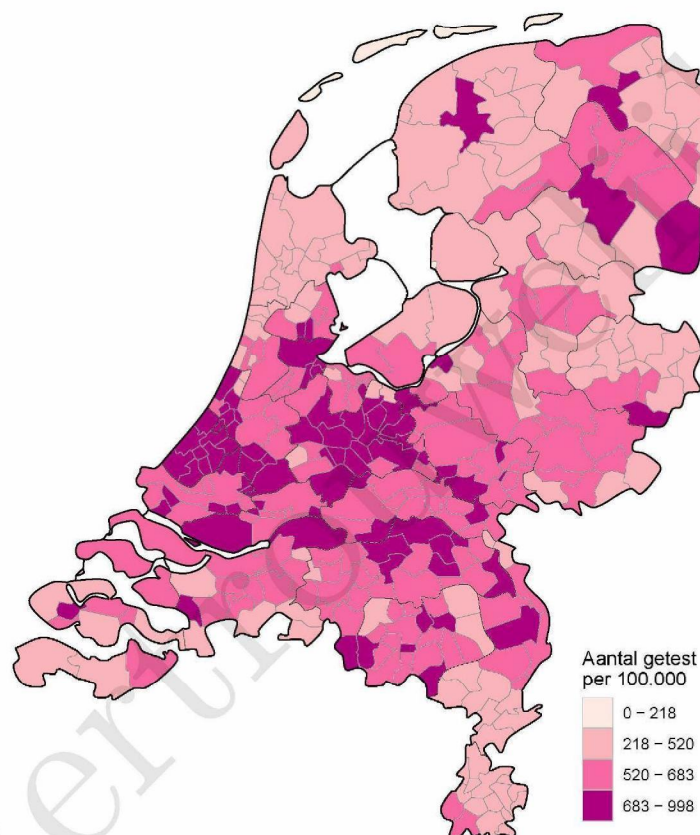 Aantal getest
per 100.000
0 – 218
218 – 520
520 – 683
683 – 998